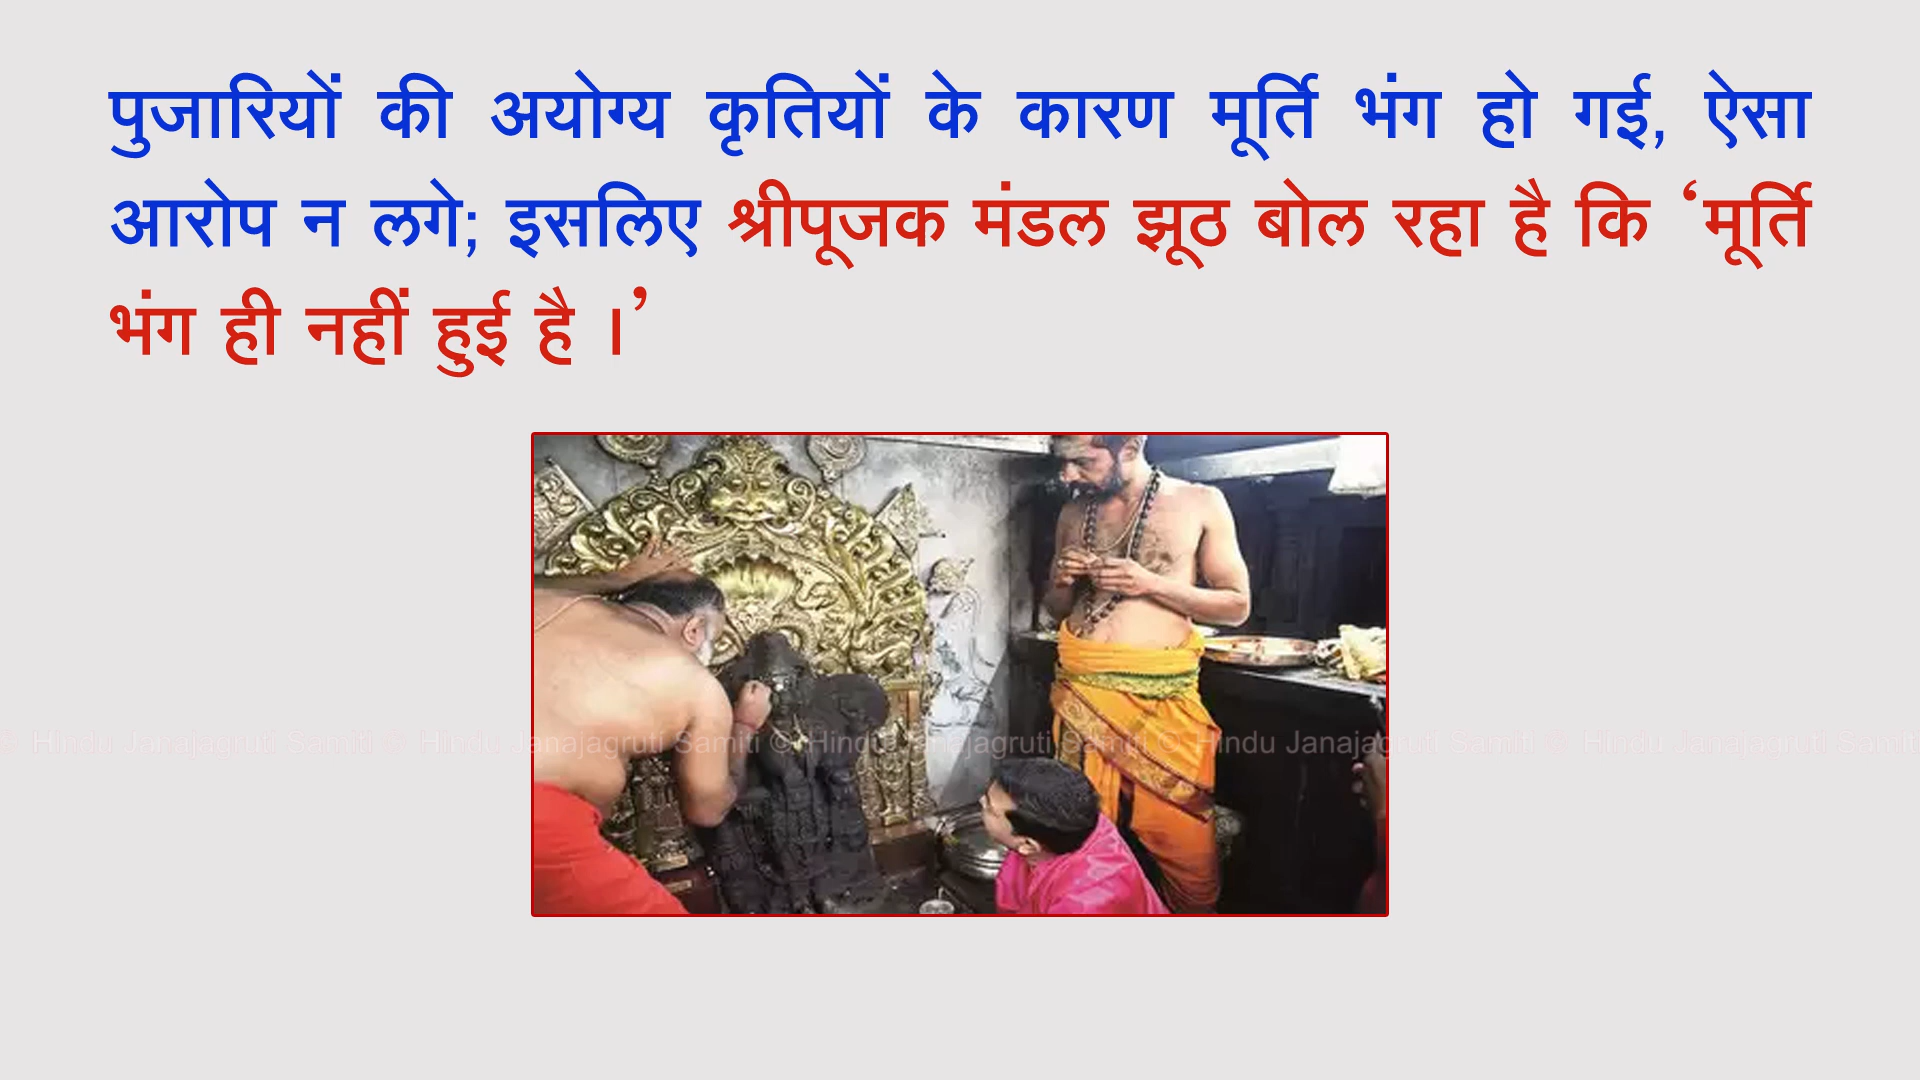 पुजारियों की अयोग्य कृतियों के कारण मूर्ति भंग हो गई, ऐसा
आरोप न लगे; इसलिए श्रीपूजक मंडल झूठ बोल रहा है कि ‘मूर्ति
भंग ही नहीं हुई है ।’
© Hindu Janajagruti Samiti © Hindu Janajagruti Samiti © Hindu Janajagruti Samiti © Hindu Janajagruti Samiti © Hindu Janajagruti Samiti